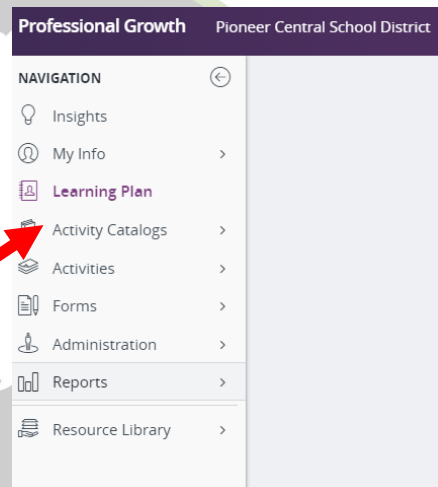 Professional Growth Pioneer Central School District
NAVIGATION
Insights
My Info
Learning Plan
Activity Catalogs
Activities
Forms
Administration
Reports
Resource Library